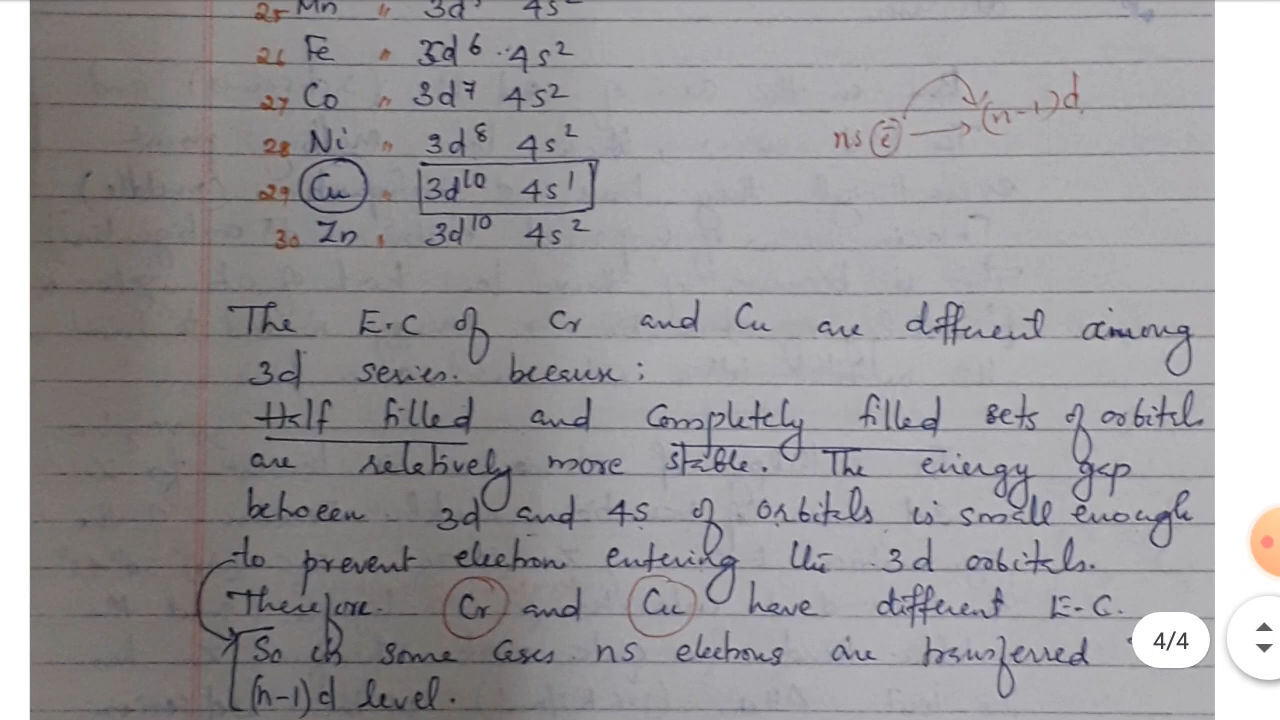 25 Mn " 3d 4s²
26 Fe " 3d⁶ 4s²
27 Co " 3d⁷ 4s²
ns ē → (n-1)d
28 Ni " 3d⁸ 4s²
29 Cu " 3d¹⁰ 4s¹
30 Zn " 3d¹⁰ 4s²
The E.C of Cr and Cu are different among
3d series. because:
Half filled and Completely filled sets of orbitals
are relatively more stable. The energy gap
between 3d and 4s of orbitals is small enough
to prevent electron entering the 3d orbitals.
Therefore. Cr and Cu have different E.C.
So in some Cases ns electrons are transferred
(n-1)d level.
4/4